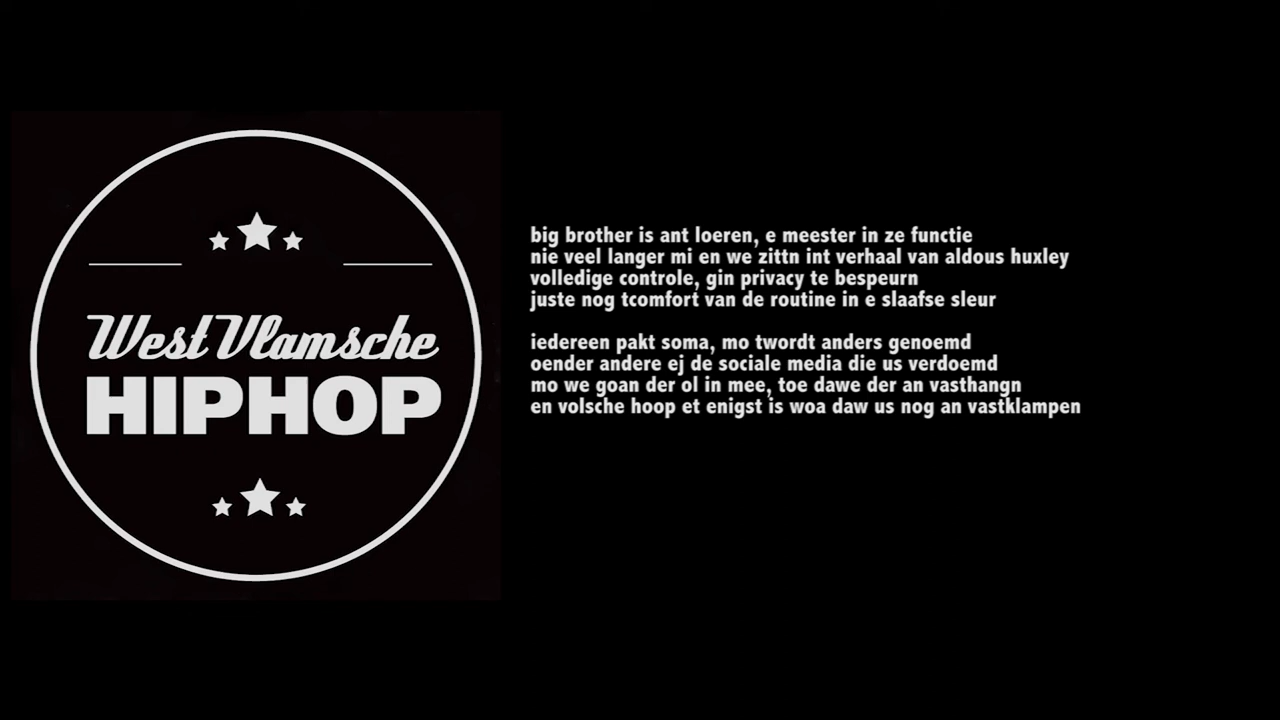 West Vlamsche
HIPHOP
big brother is ant loeren, e meester in ze functie
nie veel langer mi en we zittn int verhaal van aldous huxley
volledige controle, gin privacy te bespeurn
juste nog tcomfort van de routine in e slaafse sleur
iedereen pakt soma, mo twordt anders genoemd
oender andere ej de sociale media die us verdoemd
mo we goan der ol in mee, toe dawe der an vasthangn
en volsche hoop et enigst is woa daw us nog an vastklampen